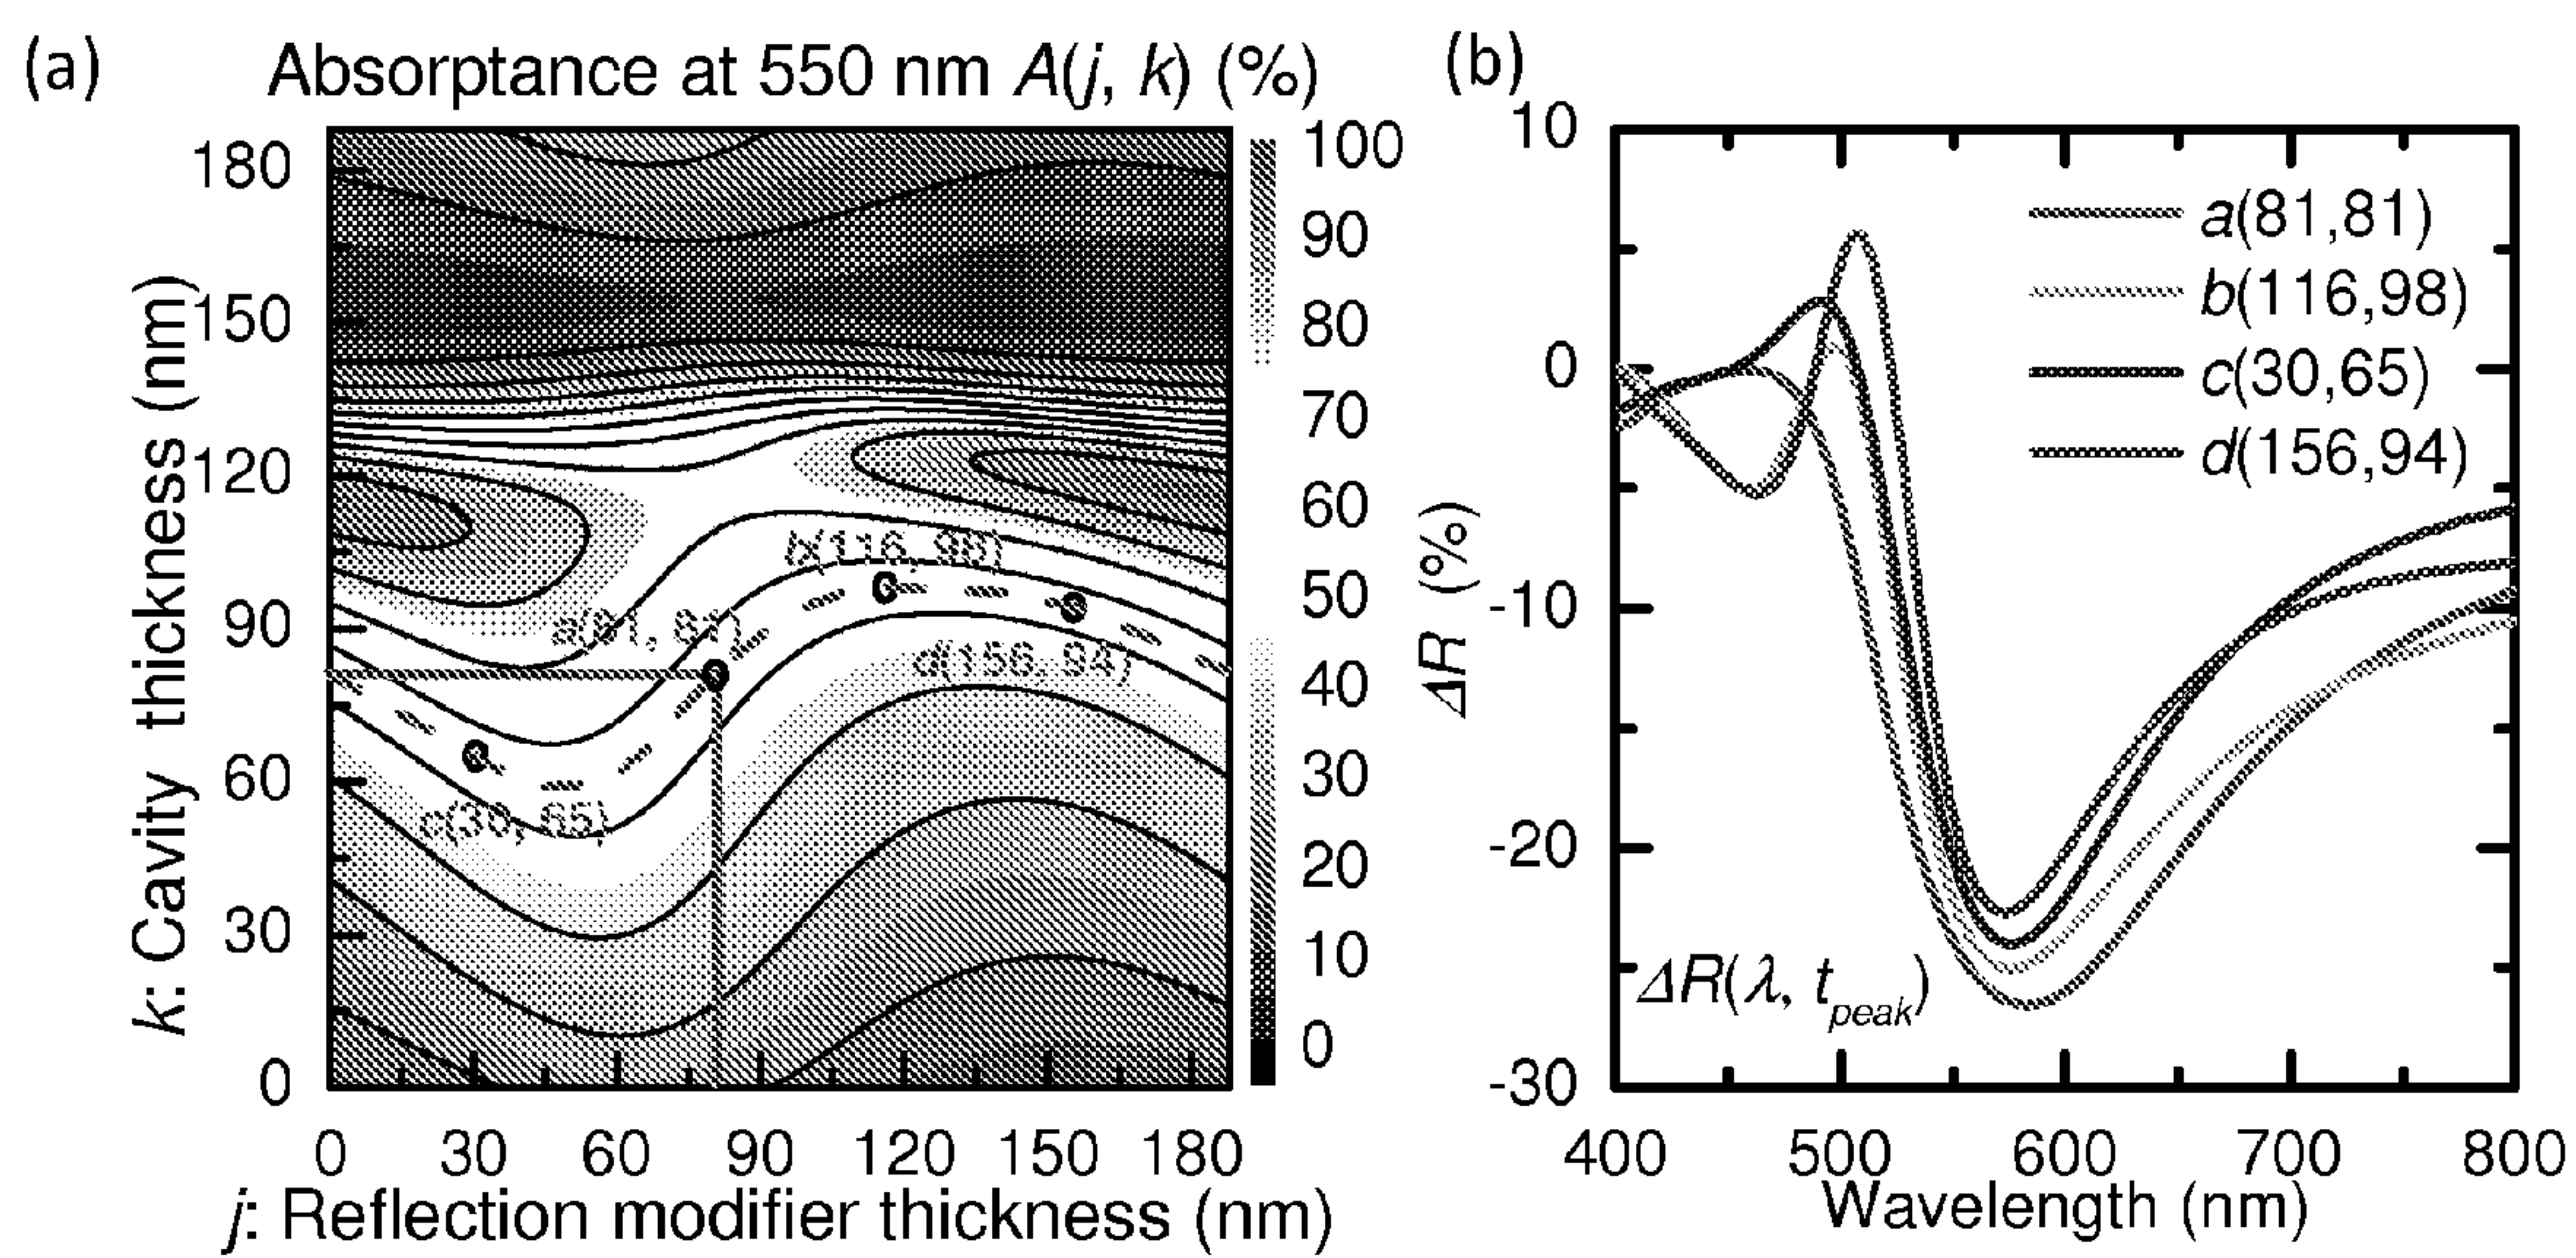 (a)
Absorptance at 550 nm A(j, k) (%)
k: Cavity thickness (nm)
180
150
120
90
60
30
0
0 30 60 90 120 150 180
j: Reflection modifier thickness (nm)
a(81, 81)
b(116, 98)
c(30, 65)
d(156, 94)
100
90
80
70
60
50
40
30
20
10
0
(b)
ΔR (%)
10
0
-10
-20
-30
a(81,81)
b(116,98)
c(30,65)
d(156,94)
ΔR(λ, tpeak)
400 500 600 700 800
Wavelength (nm)